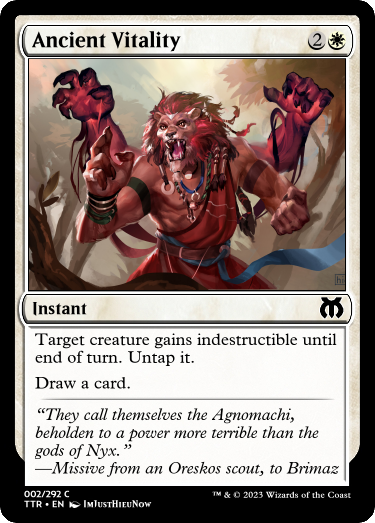 Ancient Vitality 2
Instant
Target creature gains indestructible until
end of turn. Untap it.
Draw a card.
“They call themselves the Agnomachi,
beholden to a power more terrible than the
gods of Nyx.”
—Missive from an Oreskos scout, to Brimaz
002/292 C ™ & © 2023 Wizards of the Coast
TTR • EN ImJustHieuNow